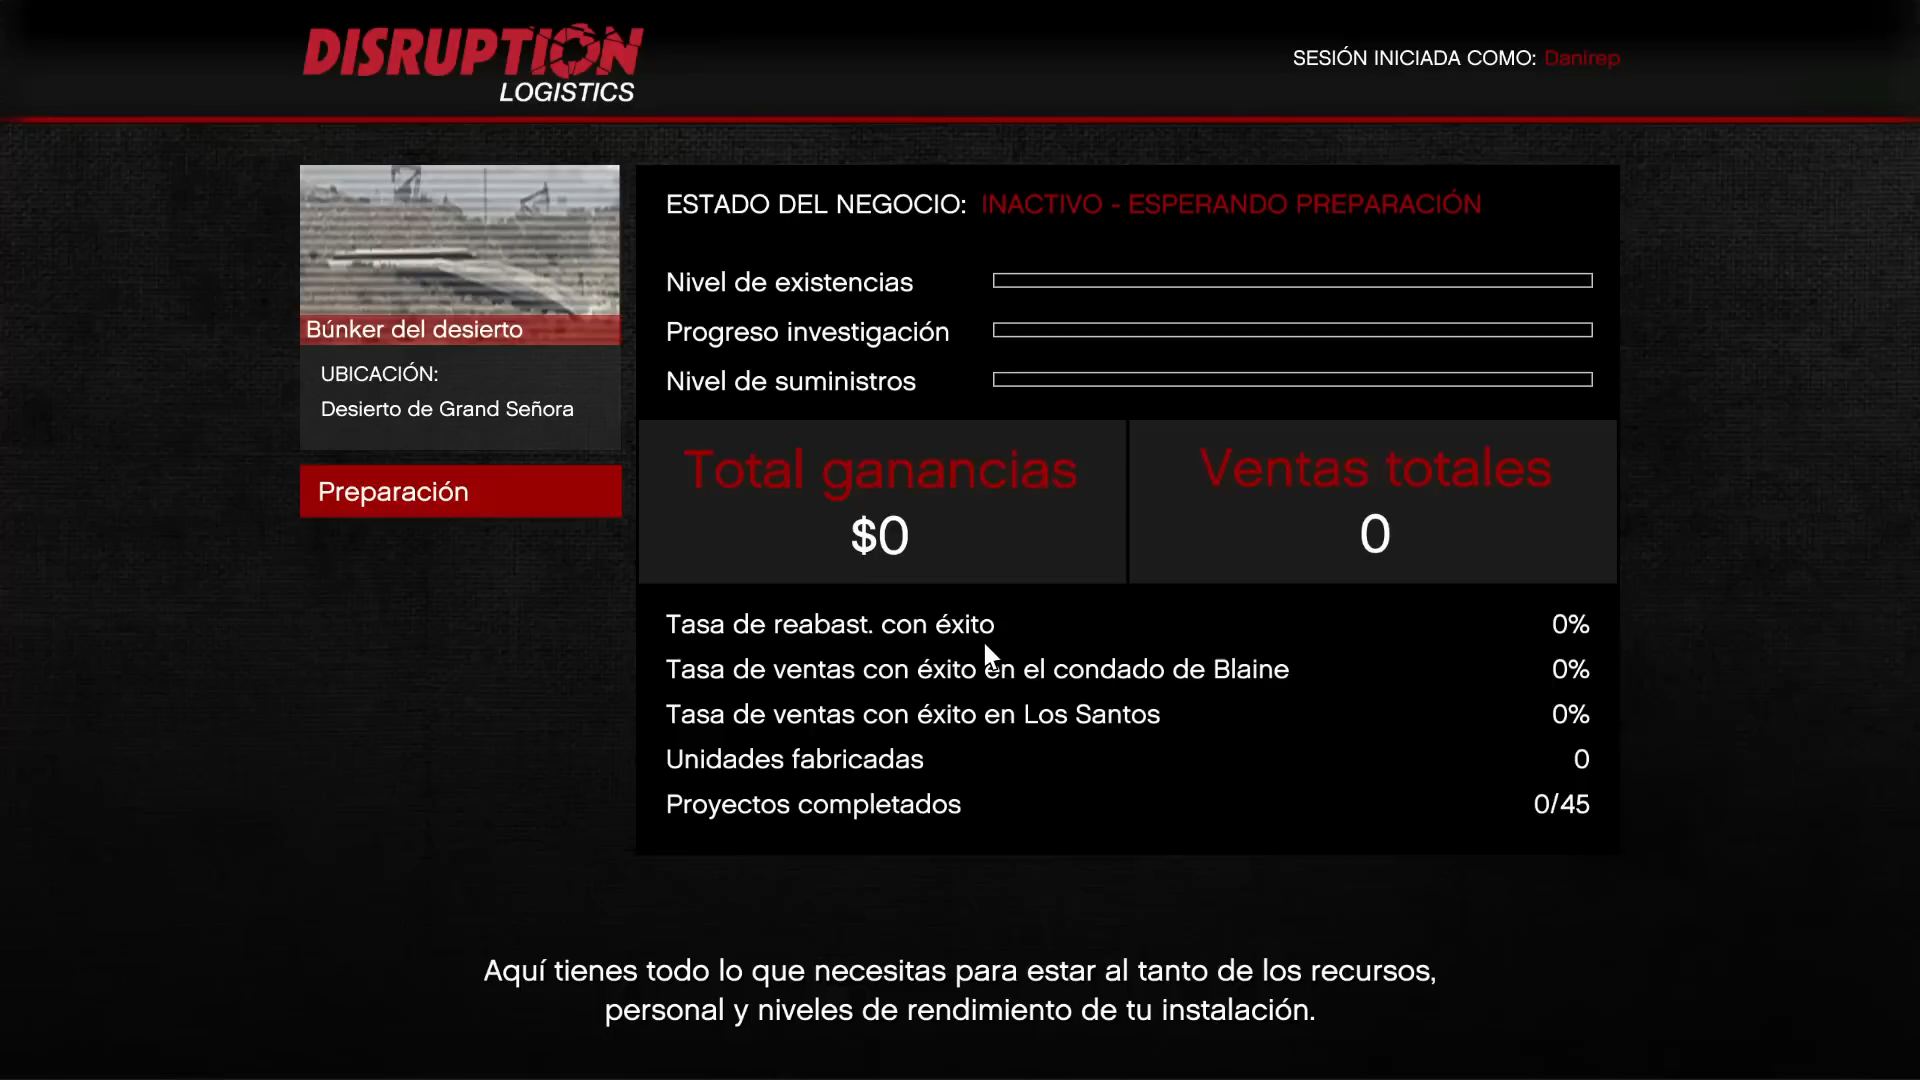 DISRUPTION
LOGISTICS
SESIÓN INICIADA COMO: Danirep
Búnker del desierto
UBICACIÓN:
Desierto de Grand Señora
Preparación
ESTADO DEL NEGOCIO: INACTIVO - ESPERANDO PREPARACIÓN
Nivel de existencias
Progreso investigación
Nivel de suministros
Total ganancias
$0
Ventas totales
0
Tasa de reabast. con éxito 0%
Tasa de ventas con éxito en el condado de Blaine 0%
Tasa de ventas con éxito en Los Santos 0%
Unidades fabricadas 0
Proyectos completados 0/45
Aquí tienes todo lo que necesitas para estar al tanto de los recursos,
personal y niveles de rendimiento de tu instalación.